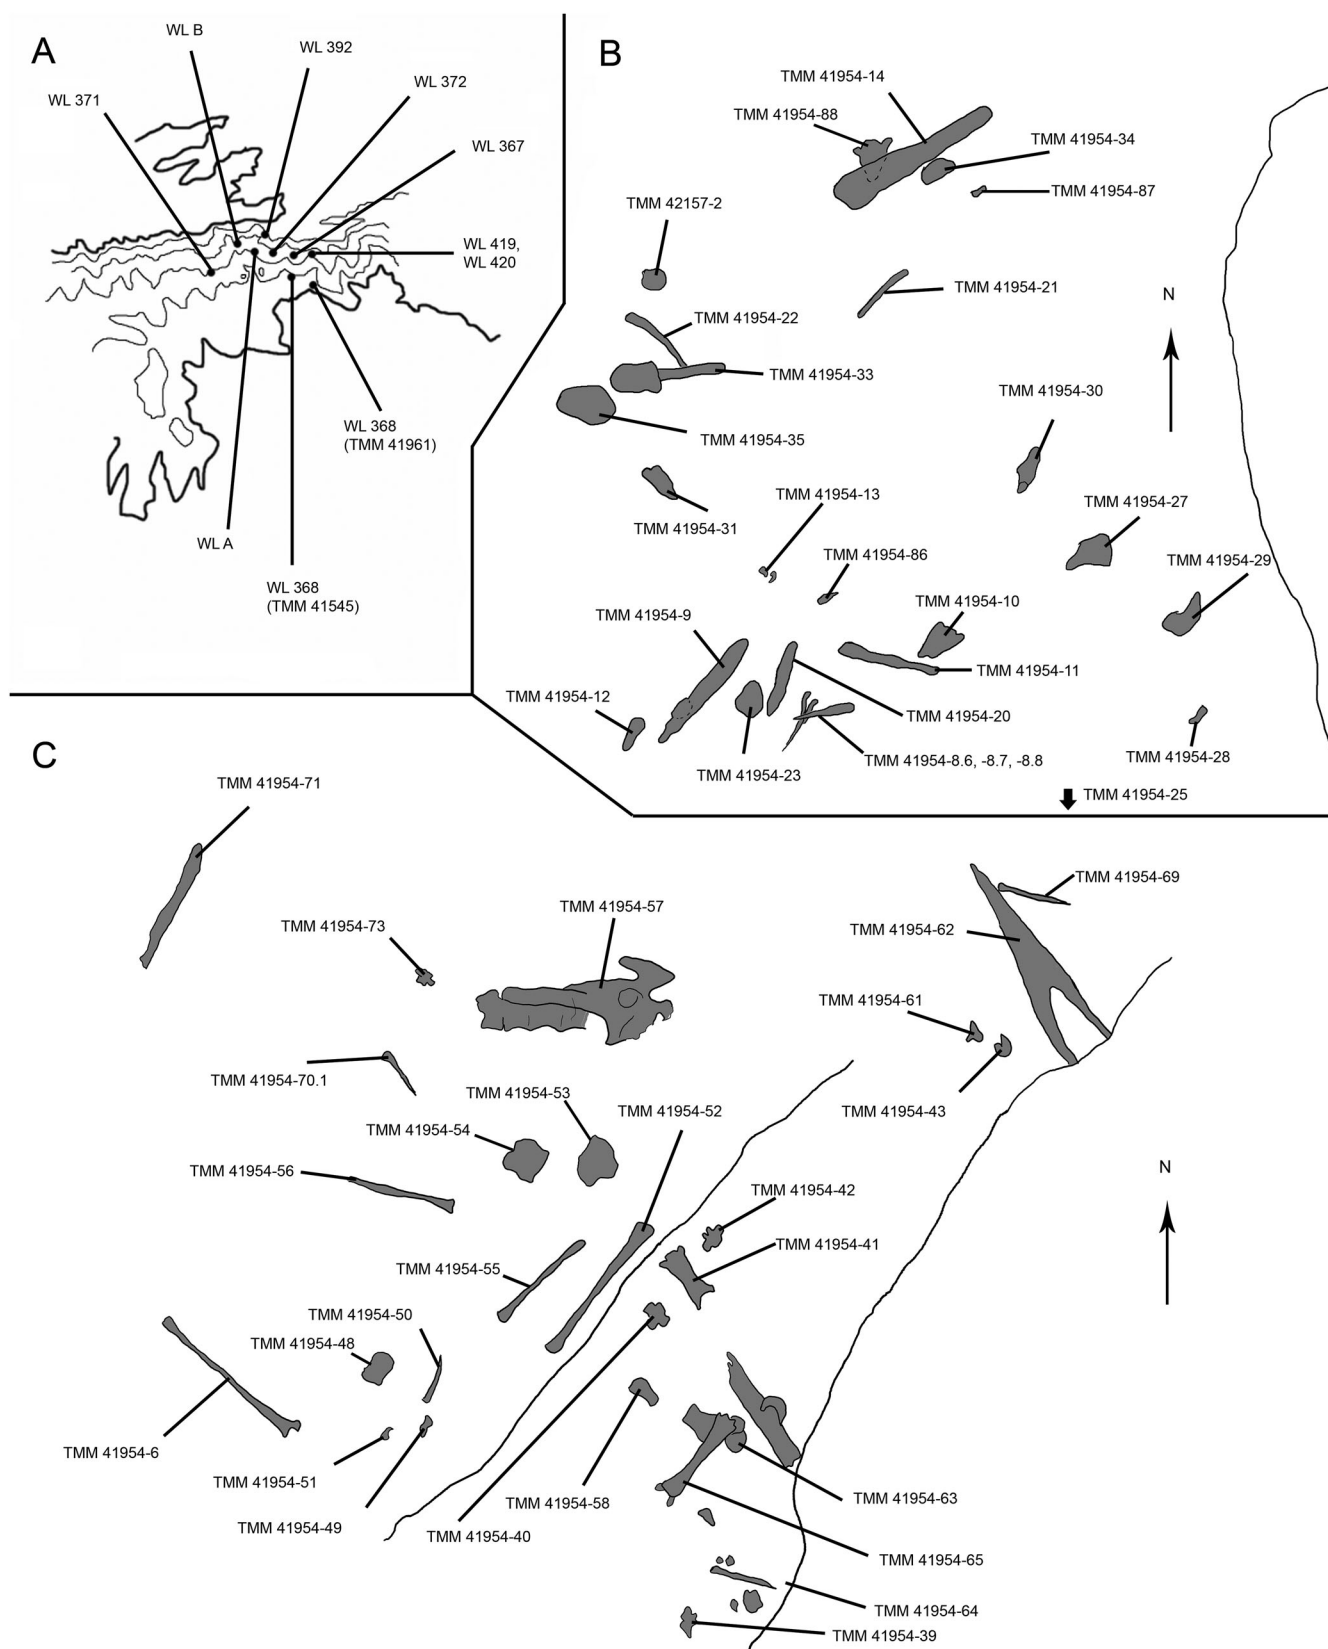 A
WL B
WL 392
WL 372
WL 371
WL 367
WL 419,
WL 420
WL 368
(TMM 41961)
WL A
WL 368
(TMM 41545)
B
TMM 41954-14
TMM 41954-88
TMM 41954-34
TMM 41954-87
TMM 42157-2
TMM 41954-21
N
TMM 41954-22
TMM 41954-33
TMM 41954-30
TMM 41954-35
TMM 41954-13
TMM 41954-27
TMM 41954-31
TMM 41954-86
TMM 41954-29
TMM 41954-10
TMM 41954-9
TMM 41954-11
TMM 41954-12
TMM 41954-20
TMM 41954-28
TMM 41954-8.6, -8.7, -8.8
TMM 41954-23
TMM 41954-25
C
TMM 41954-71
TMM 41954-69
TMM 41954-57
TMM 41954-73
TMM 41954-62
TMM 41954-61
TMM 41954-70.1
TMM 41954-53
TMM 41954-52
TMM 41954-43
TMM 41954-54
TMM 41954-56
N
TMM 41954-42
TMM 41954-41
TMM 41954-55
TMM 41954-50
TMM 41954-48
TMM 41954-6
TMM 41954-51
TMM 41954-63
TMM 41954-58
TMM 41954-49
TMM 41954-40
TMM 41954-65
TMM 41954-64
TMM 41954-39